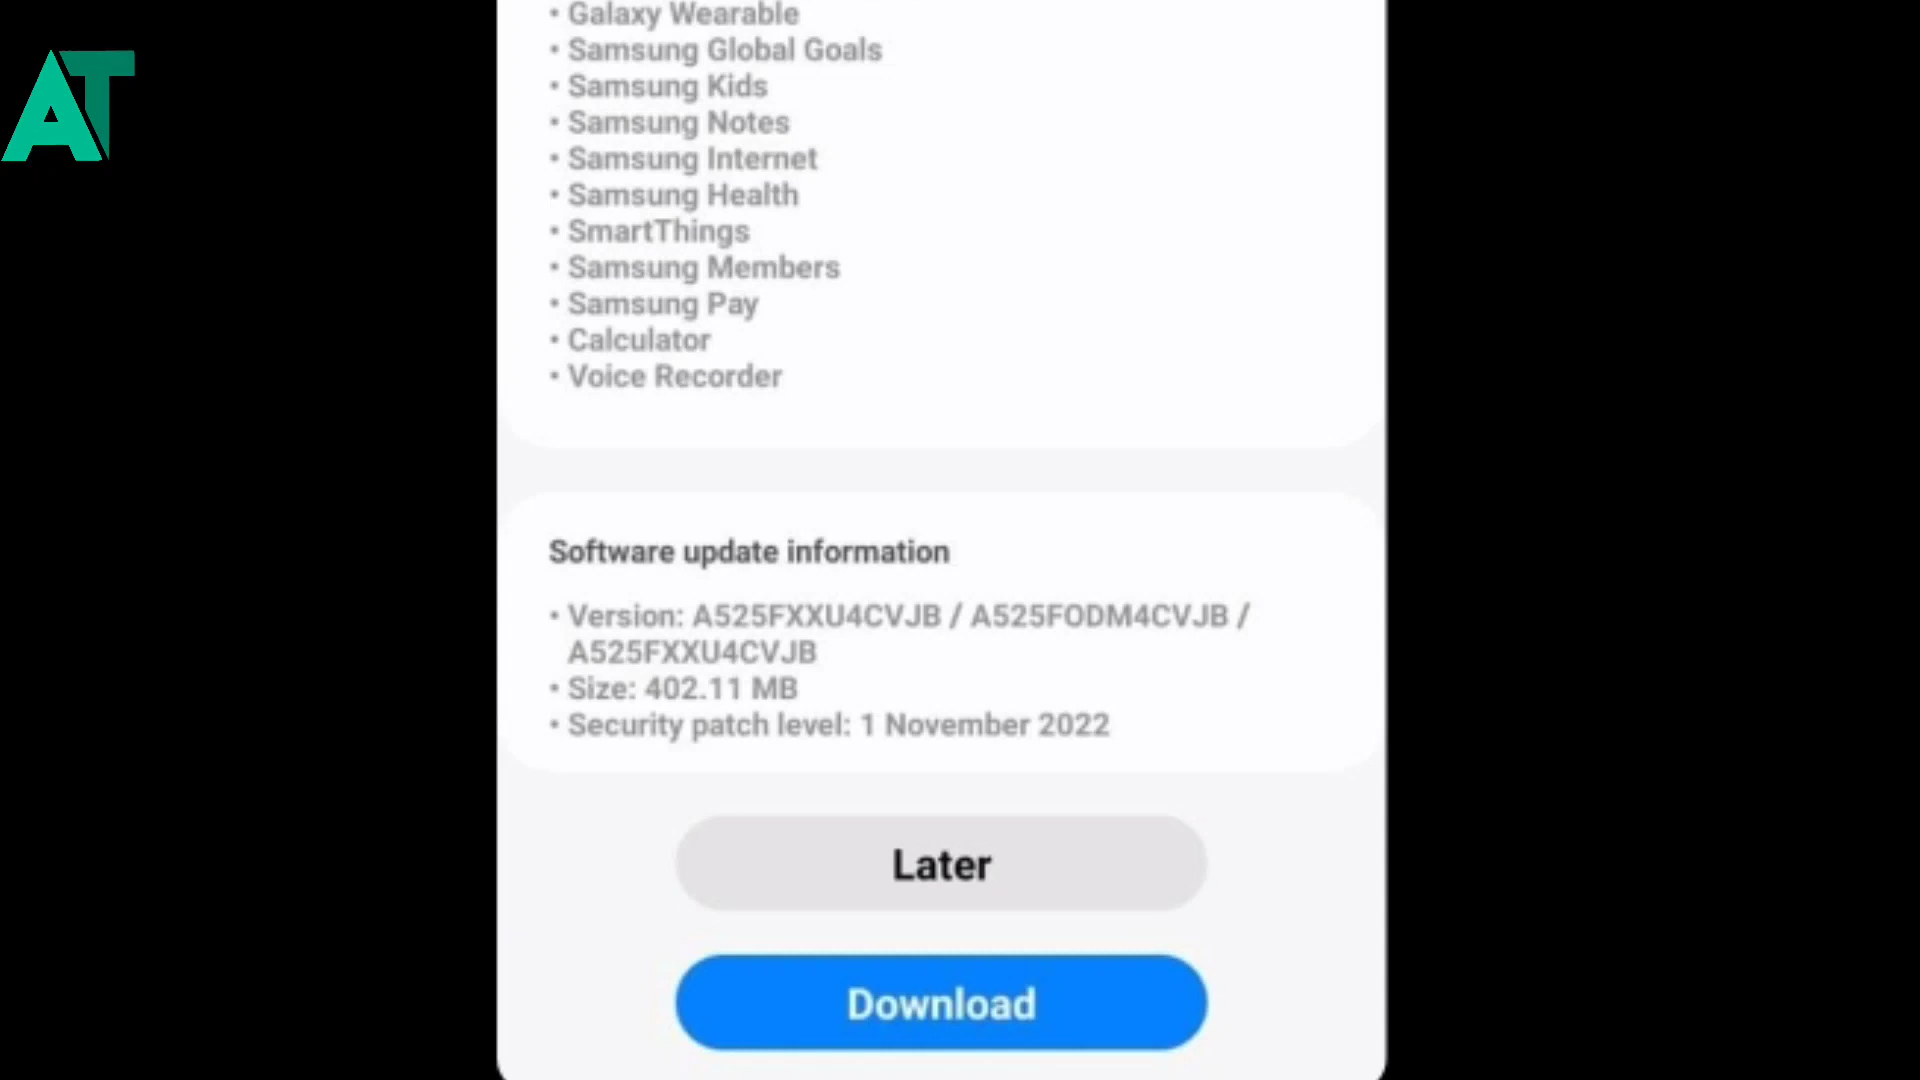 AT
• Galaxy Wearable
• Samsung Global Goals
• Samsung Kids
• Samsung Notes
• Samsung Internet
• Samsung Health
• SmartThings
• Samsung Members
• Samsung Pay
• Calculator
• Voice Recorder
Software update information
• Version: A525FXXU4CVJB / A525FODM4CVJB /
A525FXXU4CVJB
• Size: 402.11 MB
• Security patch level: 1 November 2022
Later
Download